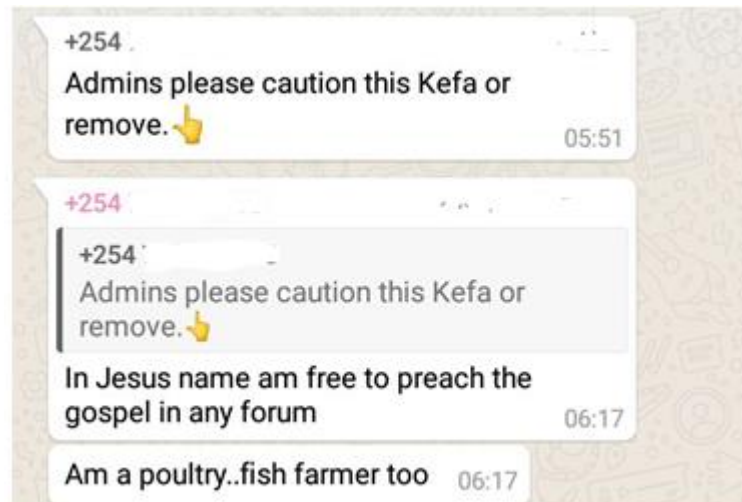 +254
Admins please caution this Kefa or
remove.👆
05:51
+254
+254
Admins please caution this Kefa or
remove.👆
In Jesus name am free to preach the
gospel in any forum
06:17
Am a poultry..fish farmer too 06:17